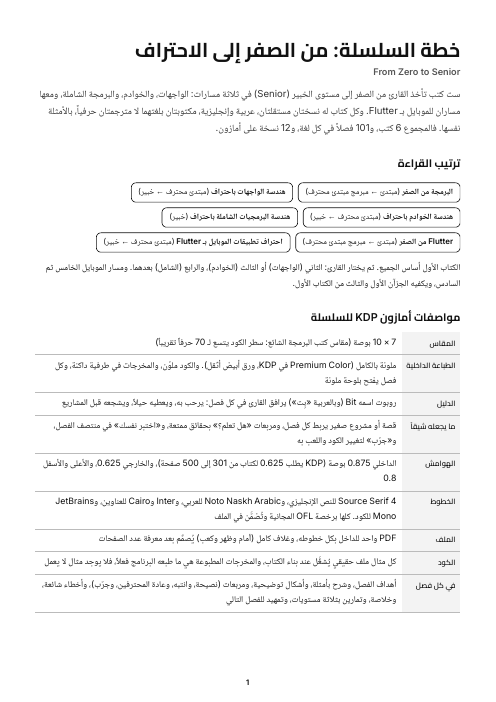 خطة السلسلة: من الصفر إلى الاحتراف
From Zero to Senior
ست كتب تأخذ القارئ من الصفر إلى مستوى الخبير (Senior) في ثلاثة مسارات: الواجهات، والخوادم، والبرمجة الشاملة، ومعها
مساران للموبايل بـ Flutter. وكل كتاب له نسختان مستقلتان، عربية وإنجليزية، مكتوبتان بلغتهما لا مترجمتان حرفياً، بالأمثلة
نفسها. فالمجموع 6 كتب، و101 فصلاً في كل لغة، و12 نسخة على أمازون.
ترتيب القراءة
البرمجة من الصفر (مبتدئ ← مبرمج مبتدئ محترف) هندسة الواجهات باحتراف (مبتدئ محترف ← خبير)
هندسة الخوادم باحتراف (مبتدئ محترف ← خبير) هندسة البرمجيات الشاملة باحتراف (خبير)
Flutter من الصفر (مبتدئ ← مبرمج مبتدئ محترف) احتراف تطبيقات الموبايل بـ Flutter (مبتدئ محترف ← خبير)
الكتاب الأول أساس الجميع. ثم يختار القارئ: الثاني (الواجهات) أو الثالث (الخوادم)، والرابع (الشامل) بعدهما. ومسار الموبايل الخامس ثم
السادس، ويكفيه الجزآن الأول والثالث من الكتاب الأول.
مواصفات أمازون KDP للسلسلة
المقاس 7 × 10 بوصة (مقاس كتب البرمجة الشائع: سطر الكود يتسع لـ 70 حرفاً تقريباً)
الطباعة الداخلية ملونة بالكامل (Premium Color في KDP، ورق أبيض أثقل). والكود ملوّن، والمخرجات في طرفية داكنة، وكل
فصل يفتح بلوحة ملونة
الدليل روبوت اسمه Bit (وبالعربية «بِت») يرافق القارئ في كل فصل: يرحب به، ويعطيه حيلاً، ويشجعه قبل المشاريع
ما يجعله شيقاً قصة أو مشروع صغير يربط كل فصل، ومربعات «هل تعلم؟» بحقائق ممتعة، و«اختبر نفسك» في منتصف الفصل،
و«جرّب» لتغيير الكود واللعب به
الهوامش الداخلي 0.875 بوصة (KDP يطلب 0.625 لكتاب من 301 إلى 500 صفحة)، والخارجي 0.625، والأعلى والأسفل
0.8
الخطوط Source Serif 4 للنص الإنجليزي، وNoto Naskh Arabic للعربي، وInter وCairo للعناوين، وJetBrains
Mono للكود. كلها برخصة OFL المجانية وتُضمَّن في الملف
الملف PDF واحد للداخل بكل خطوطه، وغلاف كامل (أمام وظهر وكعب) يُصمَّم بعد معرفة عدد الصفحات
الكود كل مثال ملف حقيقي يُشغَّل عند بناء الكتاب، والمخرجات المطبوعة هي ما طبعه البرنامج فعلاً. فلا يوجد مثال لا يعمل
في كل فصل أهداف الفصل، وشرح بأمثلة، وأشكال توضيحية، ومربعات (نصيحة، وانتبه، وعادة المحترفين، وجرّب)، وأخطاء شائعة،
وخلاصة، وتمارين بثلاثة مستويات، وتمهيد للفصل التالي
1